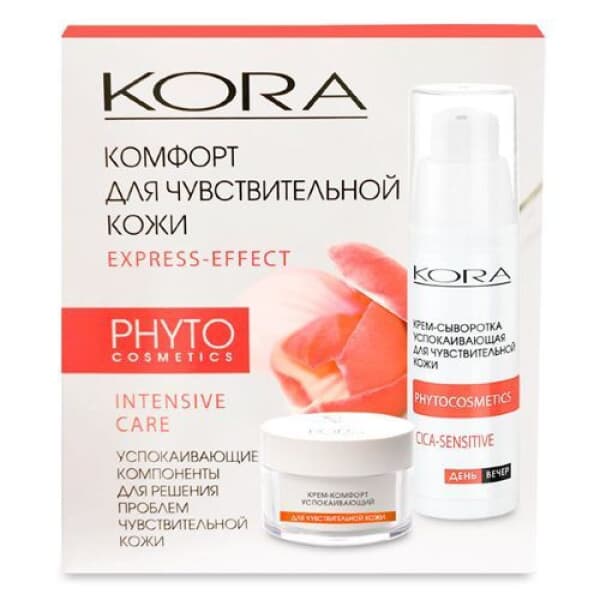 KORA
КОМФОРТ
ДЛЯ ЧУВСТВИТЕЛЬНОЙ
КОЖИ
EXPRESS-EFFECT
PHYTO
COSMETICS
INTENSIVE
CARE
УСПОКАИВАЮЩИЕ
КОМПОНЕНТЫ
ДЛЯ РЕШЕНИЯ
ПРОБЛЕМ
ЧУВСТВИТЕЛЬНОЙ
КОЖИ
KORA
КРЕМ-КОМФОРТ
УСПОКАИВАЮЩИЙ
ДЛЯ ЧУВСТВИТЕЛЬНОЙ КОЖИ
KORA
КРЕМ-СЫВОРОТКА
УСПОКАИВАЮЩАЯ
ДЛЯ ЧУВСТВИТЕЛЬНОЙ
КОЖИ
PHYTOCOSMETICS
CICA-SENSITIVE
ДЕНЬ ВЕЧЕР